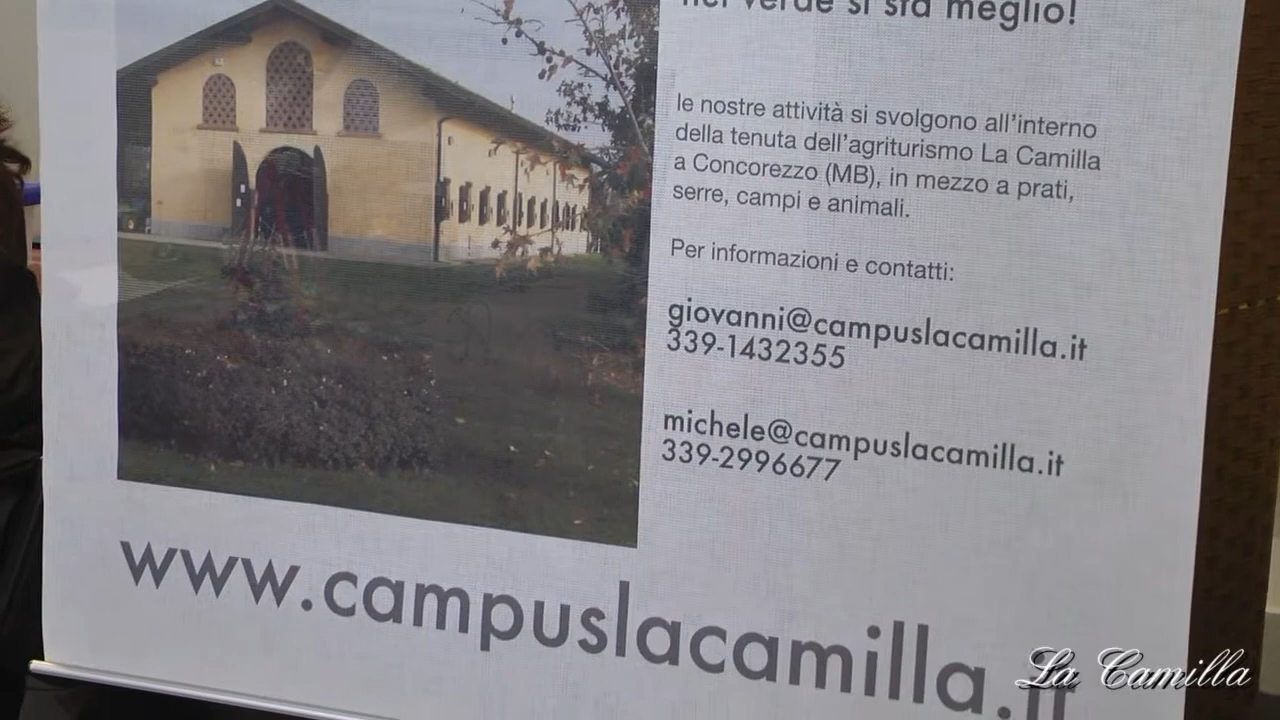 nel verde si sta meglio!
le nostre attività si svolgono all'interno
della tenuta dell'agriturismo La Camilla
a Concorezzo (MB), in mezzo a prati,
serre, campi e animali.
Per informazioni e contatti:
giovanni@campuslacamilla.it
339-1432355
michele@campuslacamilla.it
339-2996677
www.campuslacamilla.it
La Camilla